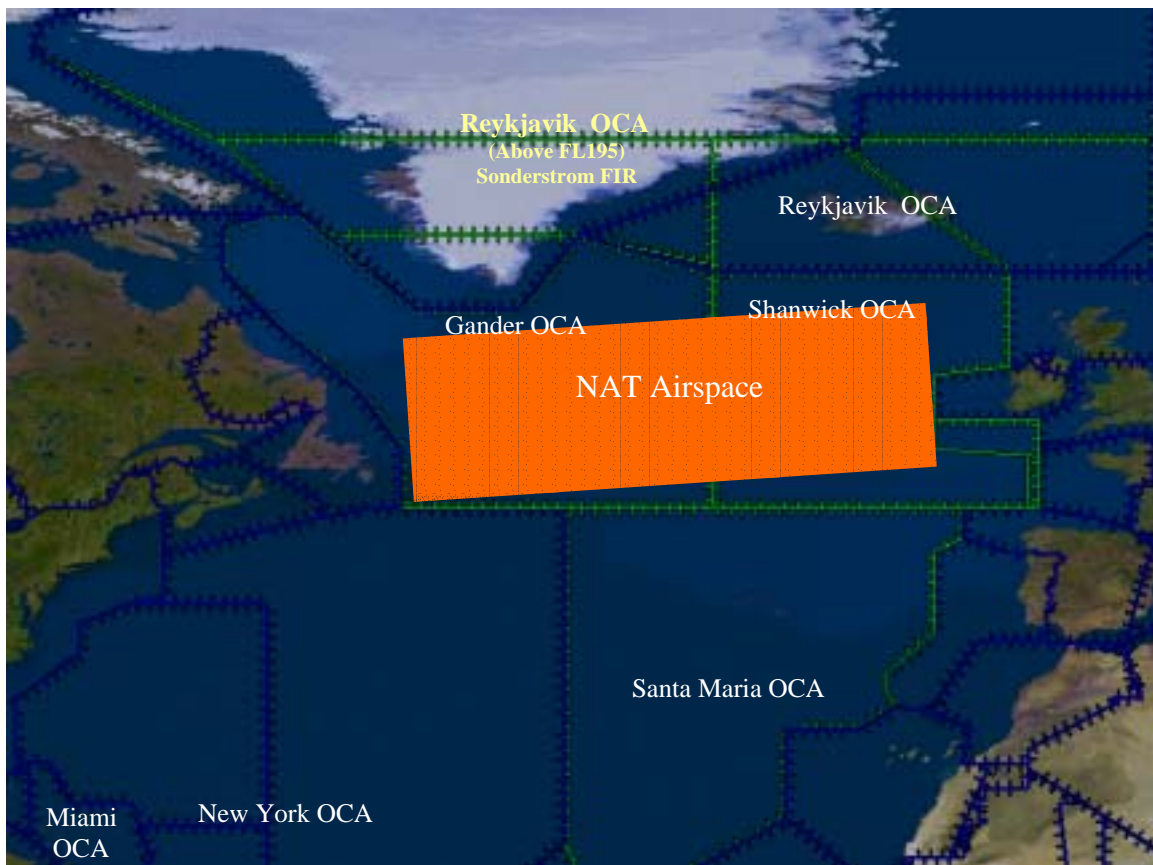 Reykjavik OCA
(Above FL195)
Sonderstrom FIR
Reykjavik OCA
Shanwick OCA
Gander OCA
NAT Airspace
Santa Maria OCA
New York OCA
Miami
OCA